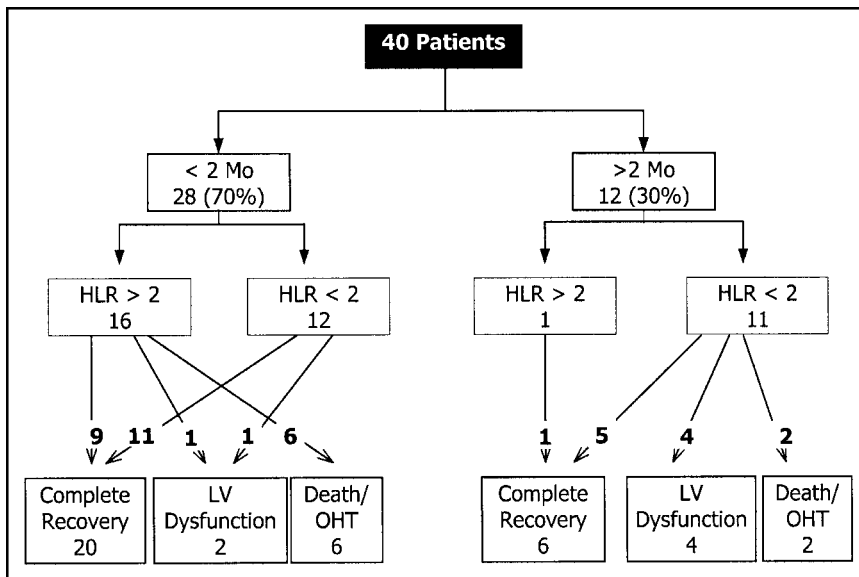 40 Patients
< 2 Mo
28 (70%)
>2 Mo
12 (30%)
HLR > 2
16
HLR < 2
12
HLR > 2
1
HLR < 2
11
9
11
1
1
6
1
5
4
2
Complete
Recovery
20
LV
Dysfunction
2
Death/
OHT
6
Complete
Recovery
6
LV
Dysfunction
4
Death/
OHT
2